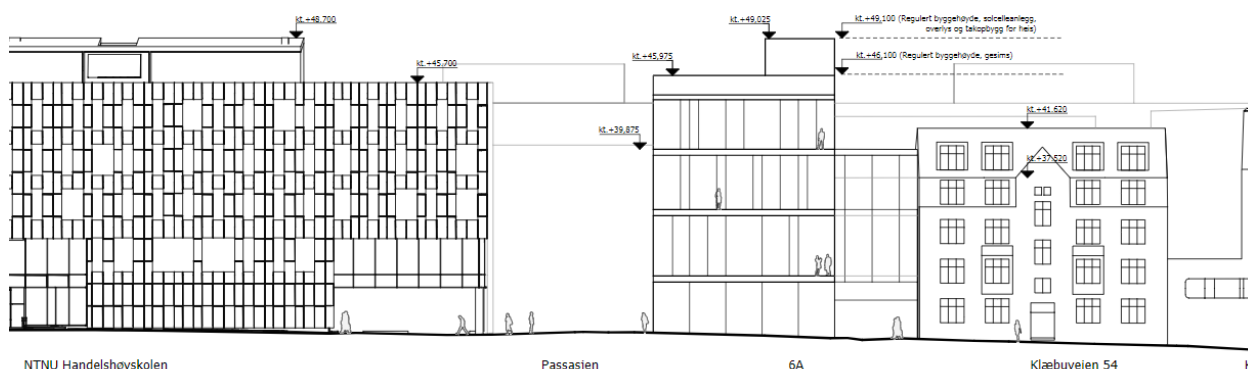 kt.+48,700
kt.+49,025
kt.+49,100 (Regulert byggehøyde, solcelleanlegg,
overlys og takopbygg for heis)
kt.+45,700
kt.+45,975
kt.+46,100 (Regulert byggehøyde, gesims)
kt.+39,875
kt.+41,620
kt.+37,520
NTNU Handelshøyskolen
Passasjen
6A
Klæbuveien 54